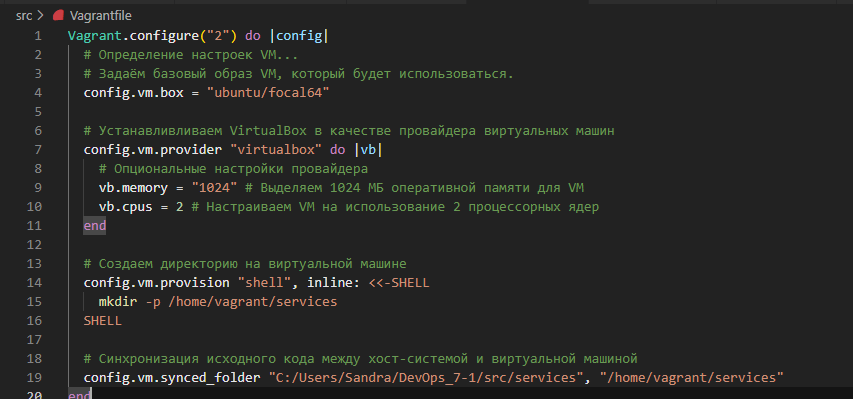 src > Vagrantfile
1 Vagrant.configure("2") do |config|
2 # Определение настроек VM...
3 # Задаём базовый образ VM, который будет использоваться.
4 config.vm.box = "ubuntu/focal64"
5
6 # Устанавливливаем VirtualBox в качестве провайдера виртуальных машин
7 config.vm.provider "virtualbox" do |vb|
8 # Опциональные настройки провайдера
9 vb.memory = "1024" # Выделяем 1024 МБ оперативной памяти для VM
10 vb.cpus = 2 # Настраиваем VM на использование 2 процессорных ядер
11 end
12
13 # Создаем директорию на виртуальной машине
14 config.vm.provision "shell", inline: <<-SHELL
15 mkdir -p /home/vagrant/services
16 SHELL
17
18 # Синхронизация исходного кода между хост-системой и виртуальной машиной
19 config.vm.synced_folder "C:/Users/Sandra/DevOps_7-1/src/services", "/home/vagrant/services"
20 end